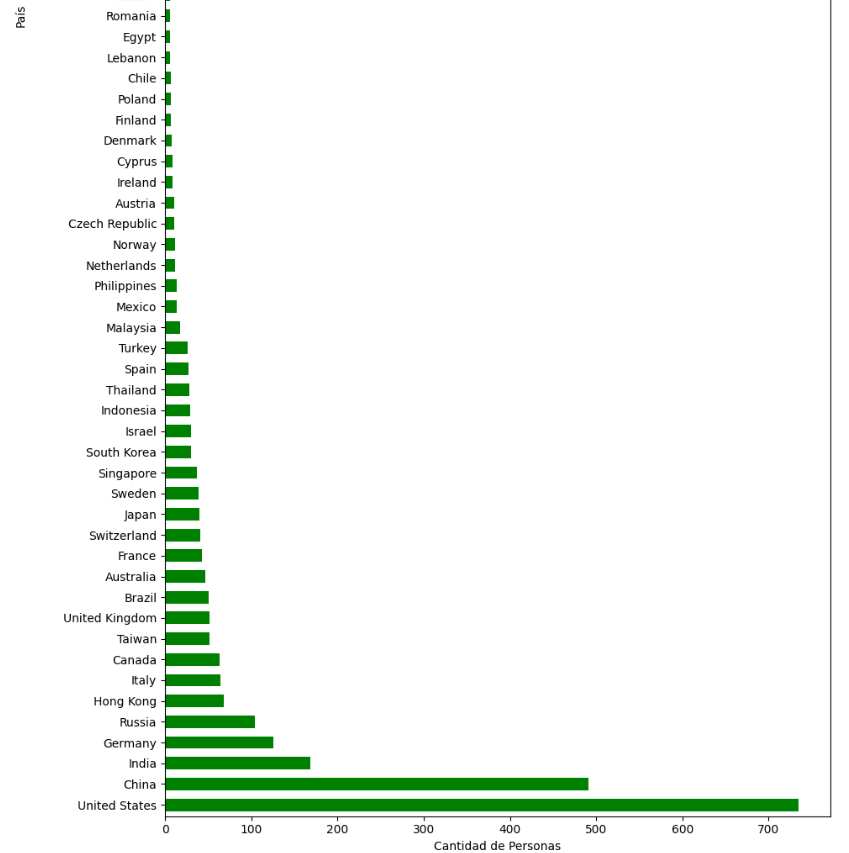 País
Romania
Egypt
Lebanon
Chile
Poland
Finland
Denmark
Cyprus
Ireland
Austria
Czech Republic
Norway
Netherlands
Philippines
Mexico
Malaysia
Turkey
Spain
Thailand
Indonesia
Israel
South Korea
Singapore
Sweden
Japan
Switzerland
France
Australia
Brazil
United Kingdom
Taiwan
Canada
Italy
Hong Kong
Russia
Germany
India
China
United States
0 100 200 300 400 500 600 700
Cantidad de Personas